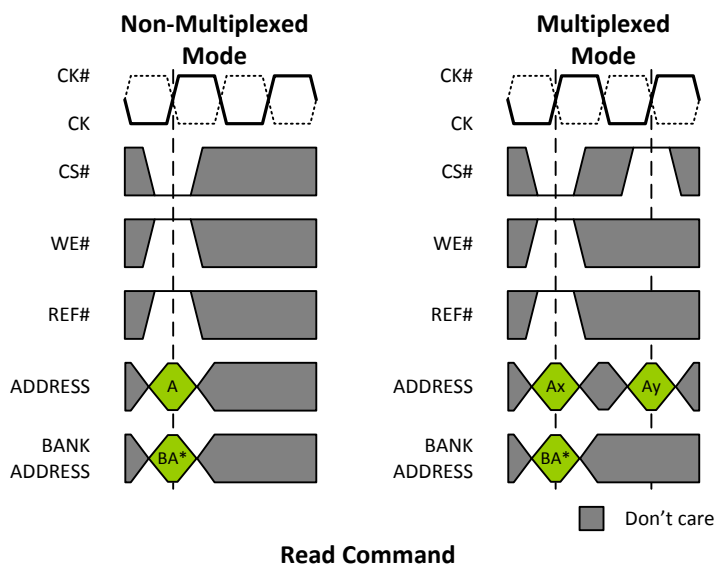 Non-Multiplexed
Mode
CK#
CK
CS#
WE#
REF#
ADDRESS
A
BANK
ADDRESS
BA*
Multiplexed
Mode
CK#
CK
CS#
WE#
REF#
ADDRESS
Ax
Ay
BANK
ADDRESS
BA*
Don't care
Read Command